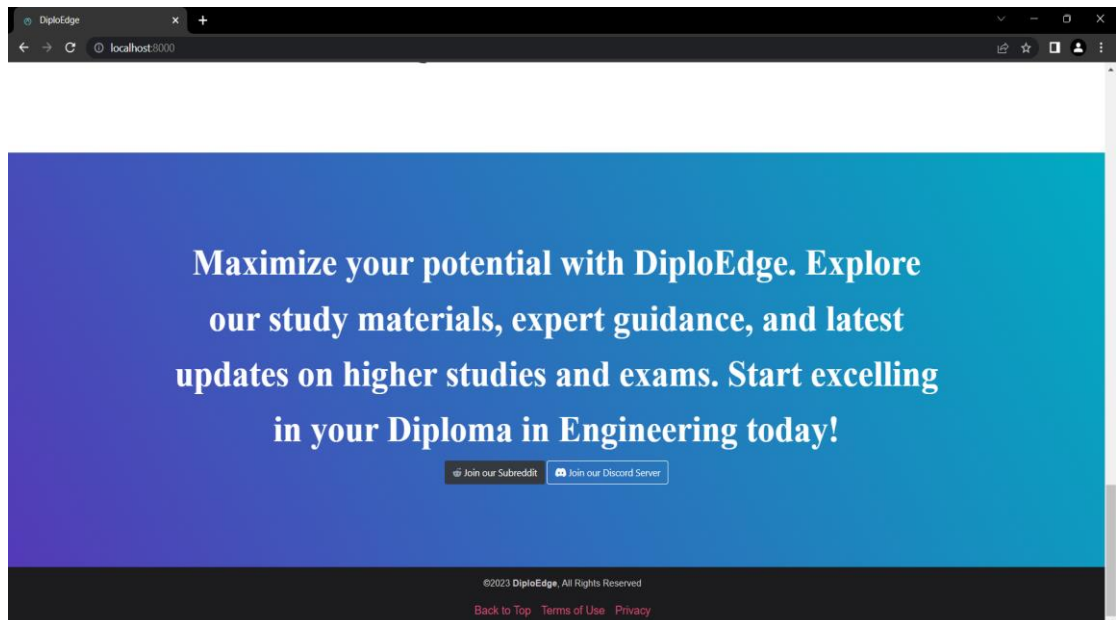 DiploEdge
localhost:8000
Maximize your potential with DiploEdge. Explore
our study materials, expert guidance, and latest
updates on higher studies and exams. Start excelling
in your Diploma in Engineering today!
Join our Subreddit Join our Discord Server
©2023 DiploEdge, All Rights Reserved
Back to Top Terms of Use Privacy